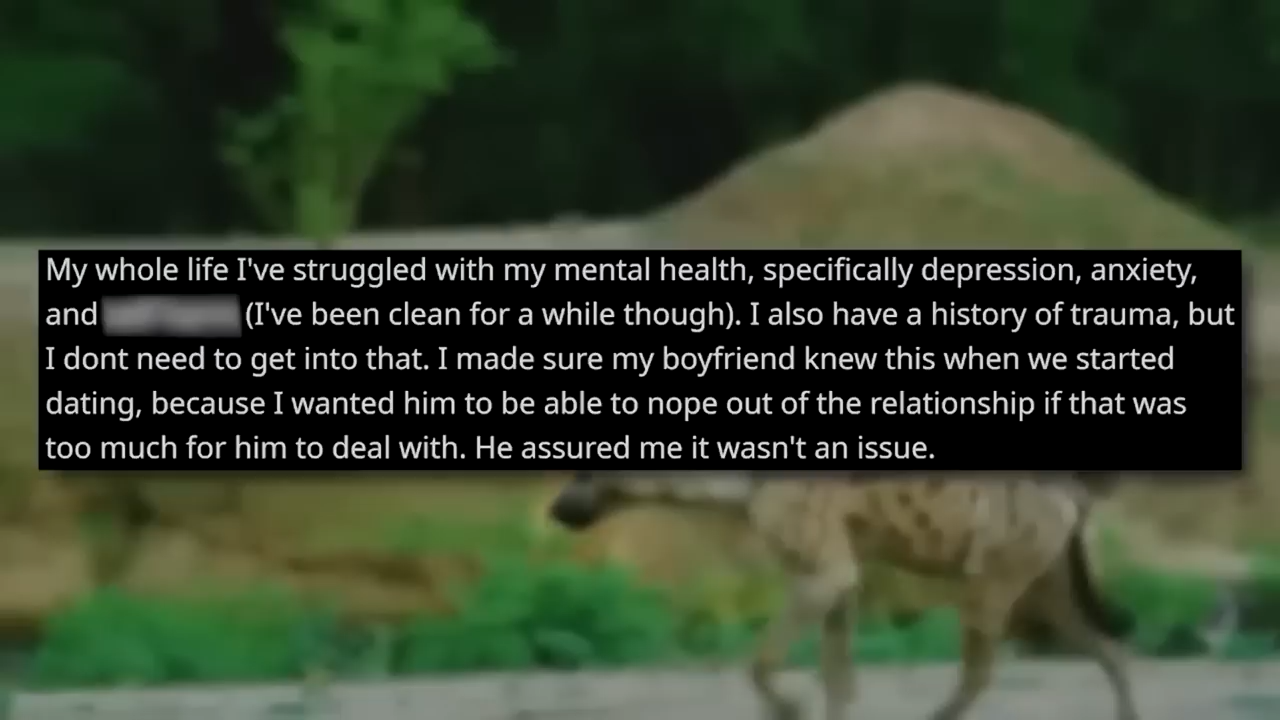 My whole life I've struggled with my mental health, specifically depression, anxiety,
and (I've been clean for a while though). I also have a history of trauma, but
I dont need to get into that. I made sure my boyfriend knew this when we started
dating, because I wanted him to be able to nope out of the relationship if that was
too much for him to deal with. He assured me it wasn't an issue.